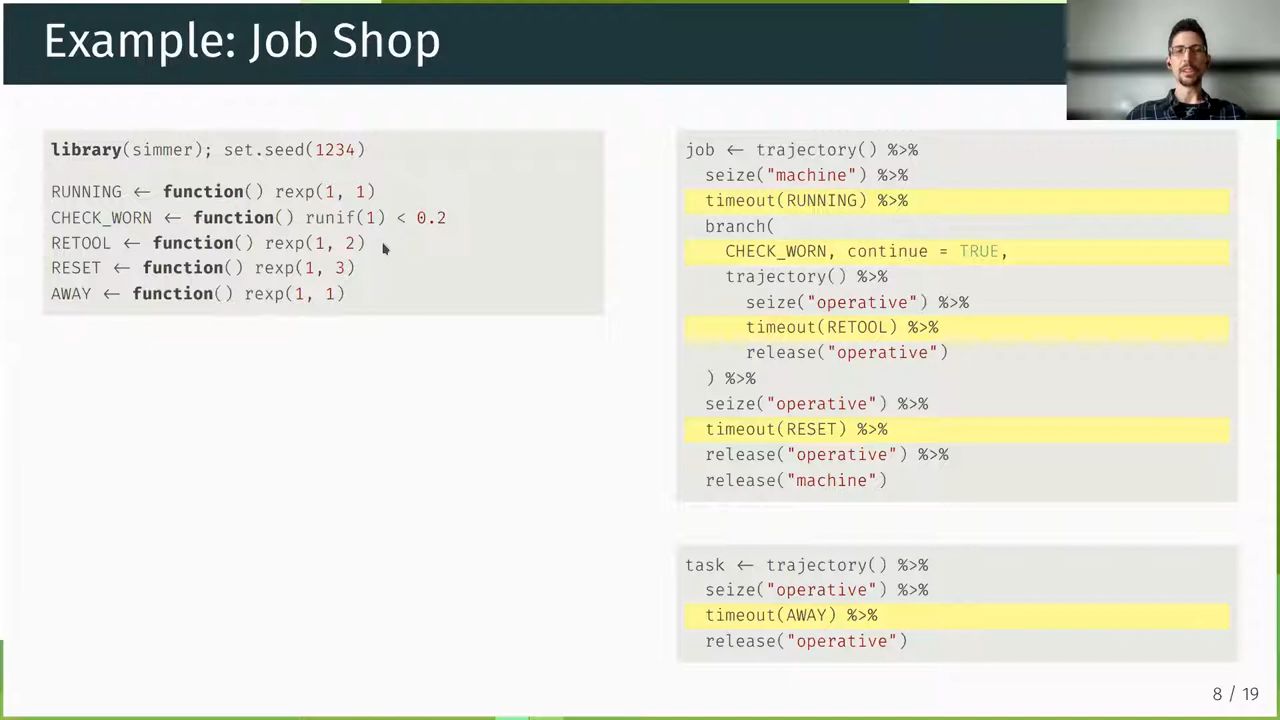 Example: Job Shop
library(simmer); set.seed(1234)
RUNNING ← function() rexp(1, 1)
CHECK_WORN ← function() runif(1) < 0.2
RETOOL ← function() rexp(1, 2)
RESET ← function() rexp(1, 3)
AWAY ← function() rexp(1, 1)
job ← trajectory() %>%
seize("machine") %>%
timeout(RUNNING) %>%
branch(
CHECK_WORN, continue = TRUE,
trajectory() %>%
seize("operative") %>%
timeout(RETOOL) %>%
release("operative")
) %>%
seize("operative") %>%
timeout(RESET) %>%
release("operative") %>%
release("machine")
task ← trajectory() %>%
seize("operative") %>%
timeout(AWAY) %>%
release("operative")
8 / 19